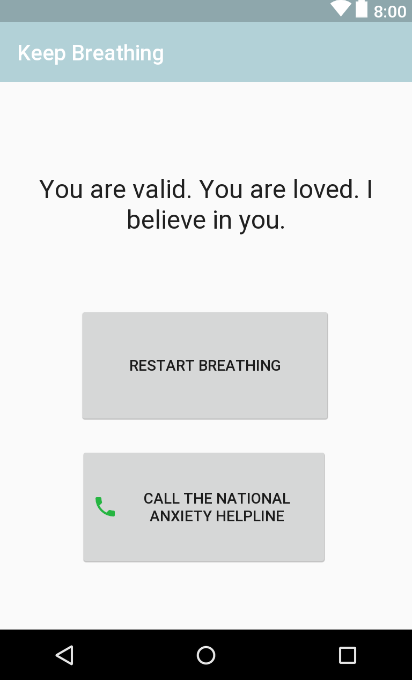 8:00
Keep Breathing
You are valid. You are loved. I
believe in you.
RESTART BREATHING
CALL THE NATIONAL
ANXIETY HELPLINE